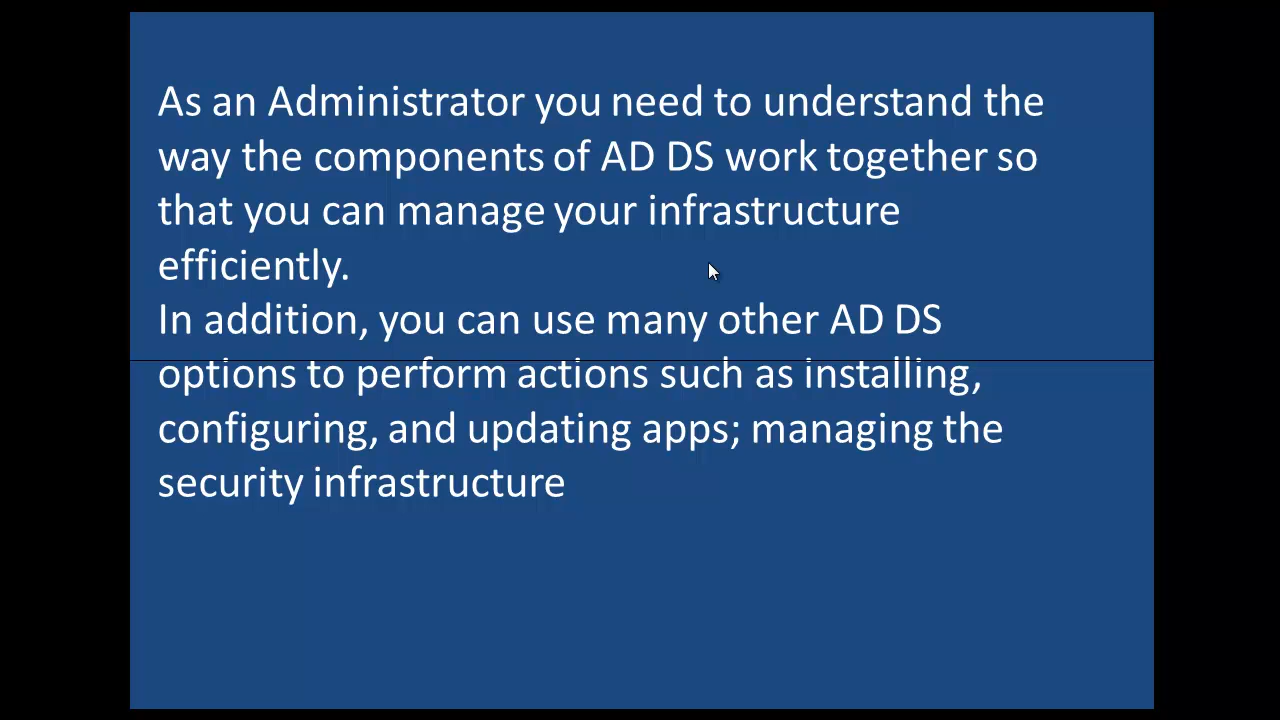 As an Administrator you need to understand the
way the components of AD DS work together so
that you can manage your infrastructure
efficiently.
In addition, you can use many other AD DS
options to perform actions such as installing,
configuring, and updating apps; managing the
security infrastructure